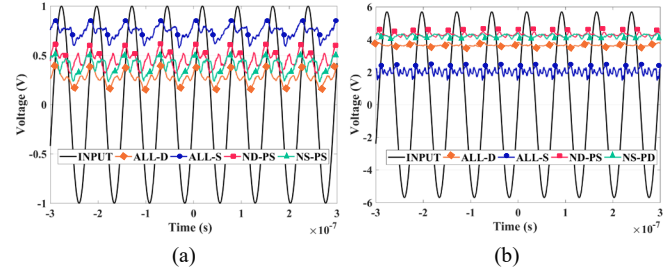 (a)
1
0.5
0
-0.5
-1
Voltage (V)
INPUT ALL-D ALL-S ND-PS NS-PS
-3 -2 -1 0 1 2 3
Time (s)
×10⁻⁷
(a)
(b)
6
4
2
0
-2
-4
-6
Voltage (V)
INPUT ALL-D ALL-S ND-PS NS-PD
-3 -2 -1 0 1 2 3
Time (s)
×10⁻⁷
(b)